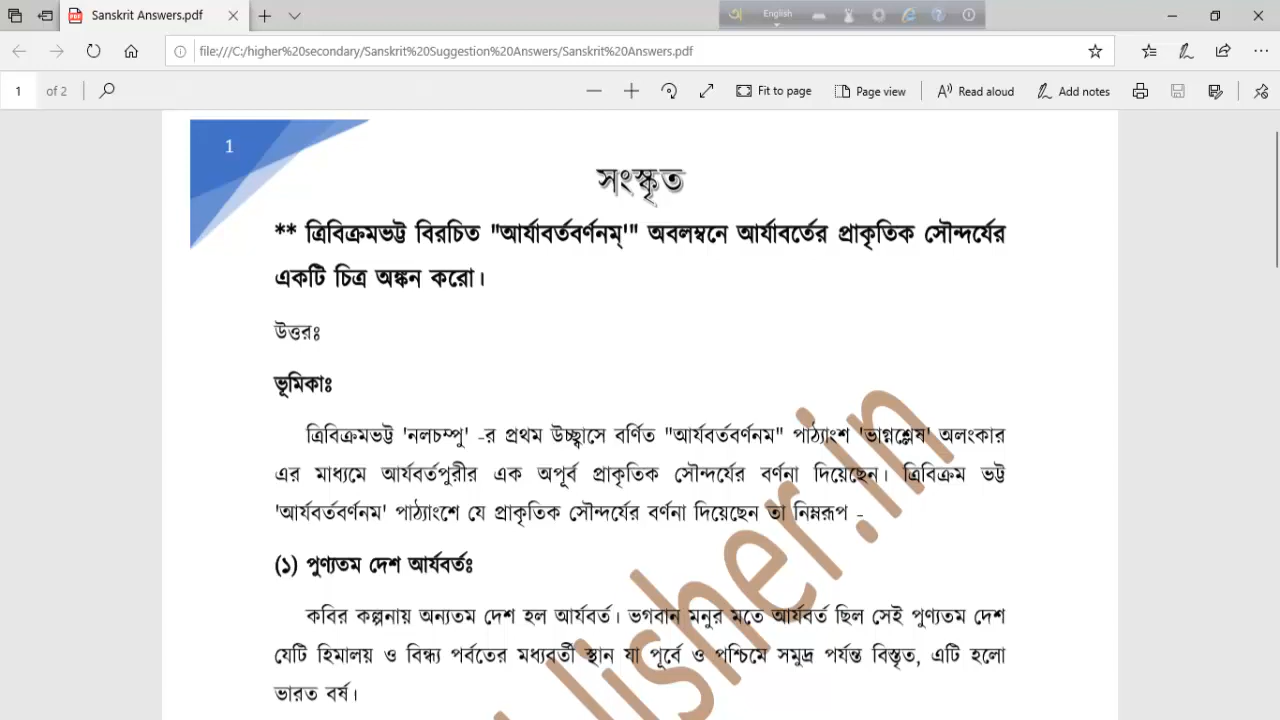 Sanskrit Answers.pdf
English
file:///C:/higher%20secondary/Sanskrit%20Suggestion%20Answers/Sanskrit%20Answers.pdf
1 of 2 Fit to page Page view Read aloud Add notes
1
সংস্কৃত
** ত্রিবিক্রমভট্ট বিরচিত "আর্যাবর্তবর্ণনম্'" অবলম্বনে আর্যাবর্তের প্রাকৃতিক সৌন্দর্যের
একটি চিত্র অঙ্কন করো।
উত্তরঃ
ভূমিকাঃ
ত্রিবিক্রমভট্ট 'নলচম্পু' -র প্রথম উচ্ছ্বাসে বর্ণিত "আর্যবর্তবর্ণনম" পাঠ্যাংশ 'ভাগ্নশ্লেষ' অলংকার
এর মাধ্যমে আর্যবর্তপুরীর এক অপূর্ব প্রাকৃতিক সৌন্দর্যের বর্ণনা দিয়েছেন। ত্রিবিক্রম ভট্ট
'আর্যবর্তবর্ণনম' পাঠ্যাংশে যে প্রাকৃতিক সৌন্দর্যের বর্ণনা দিয়েছেন তা নিম্নরূপ -
(১) পুণ্যতম দেশ আর্যবর্তঃ
কবির কল্পনায় অন্যতম দেশ হল আর্যবর্ত। ভগবান মনুর মতে আর্যবর্ত ছিল সেই পুণ্যতম দেশ
যেটি হিমালয় ও বিন্ধ্য পর্বতের মধ্যবর্তী স্থান যা পূর্বে ও পশ্চিমে সমুদ্র পর্যন্ত বিস্তৃত, এটি হলো
ভারত বর্ষ।
lisher.in